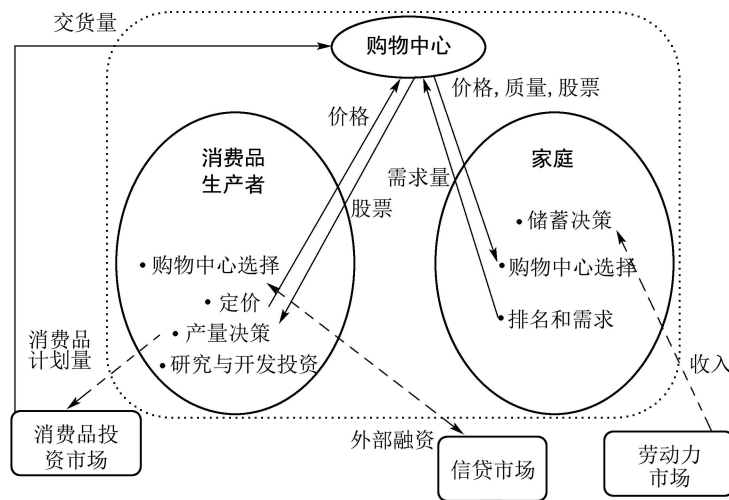 交货量
购物中心
价格
价格, 质量, 股票
消费品
生产者
家庭
需求量
股票
•储蓄决策
•购物中心选择
•购物中心选择
•定价
•排名和需求
•产量决策
•研究与开发投资
消费品
计划量
收入
消费品投
资市场
外部融资
信贷市场
劳动力
市场